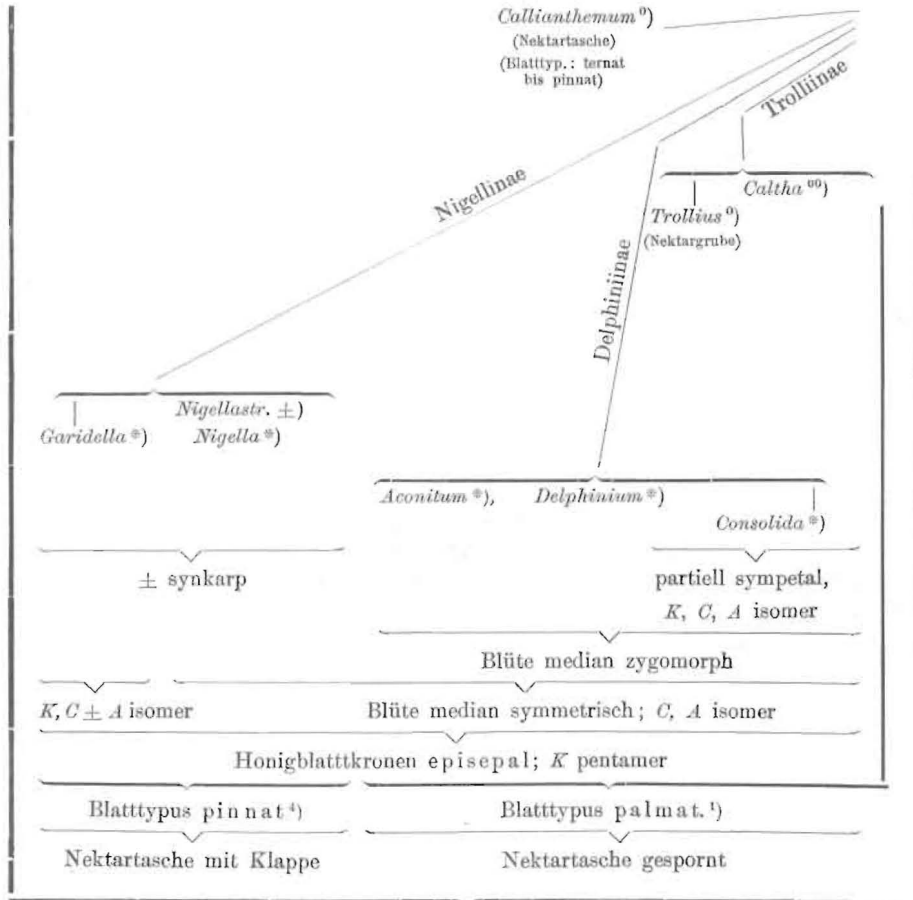 Callianthemum ⁰)
(Nektartasche)
(Blatttyp.: ternat
bis pinnat)
Trolliinae
Nigellinae
Caltha ⁰⁰)
Trollius ⁰)
(Nektargrube)
Delphiniinae
Nigellastr. ±)
Garidella *) Nigella *)
Aconitum *), Delphinium *)
Consolida *)
± synkarp
partiell sympetal,
K, C, A isomer
Blüte median zygomorph
K, C ± A isomer
Blüte median symmetrisch; C, A isomer
Honigblatttkronen episepal; K pentamer
Blatttypus pinnat ⁴)
Blatttypus palmat. ¹)
Nektartasche mit Klappe
Nektartasche gespornt